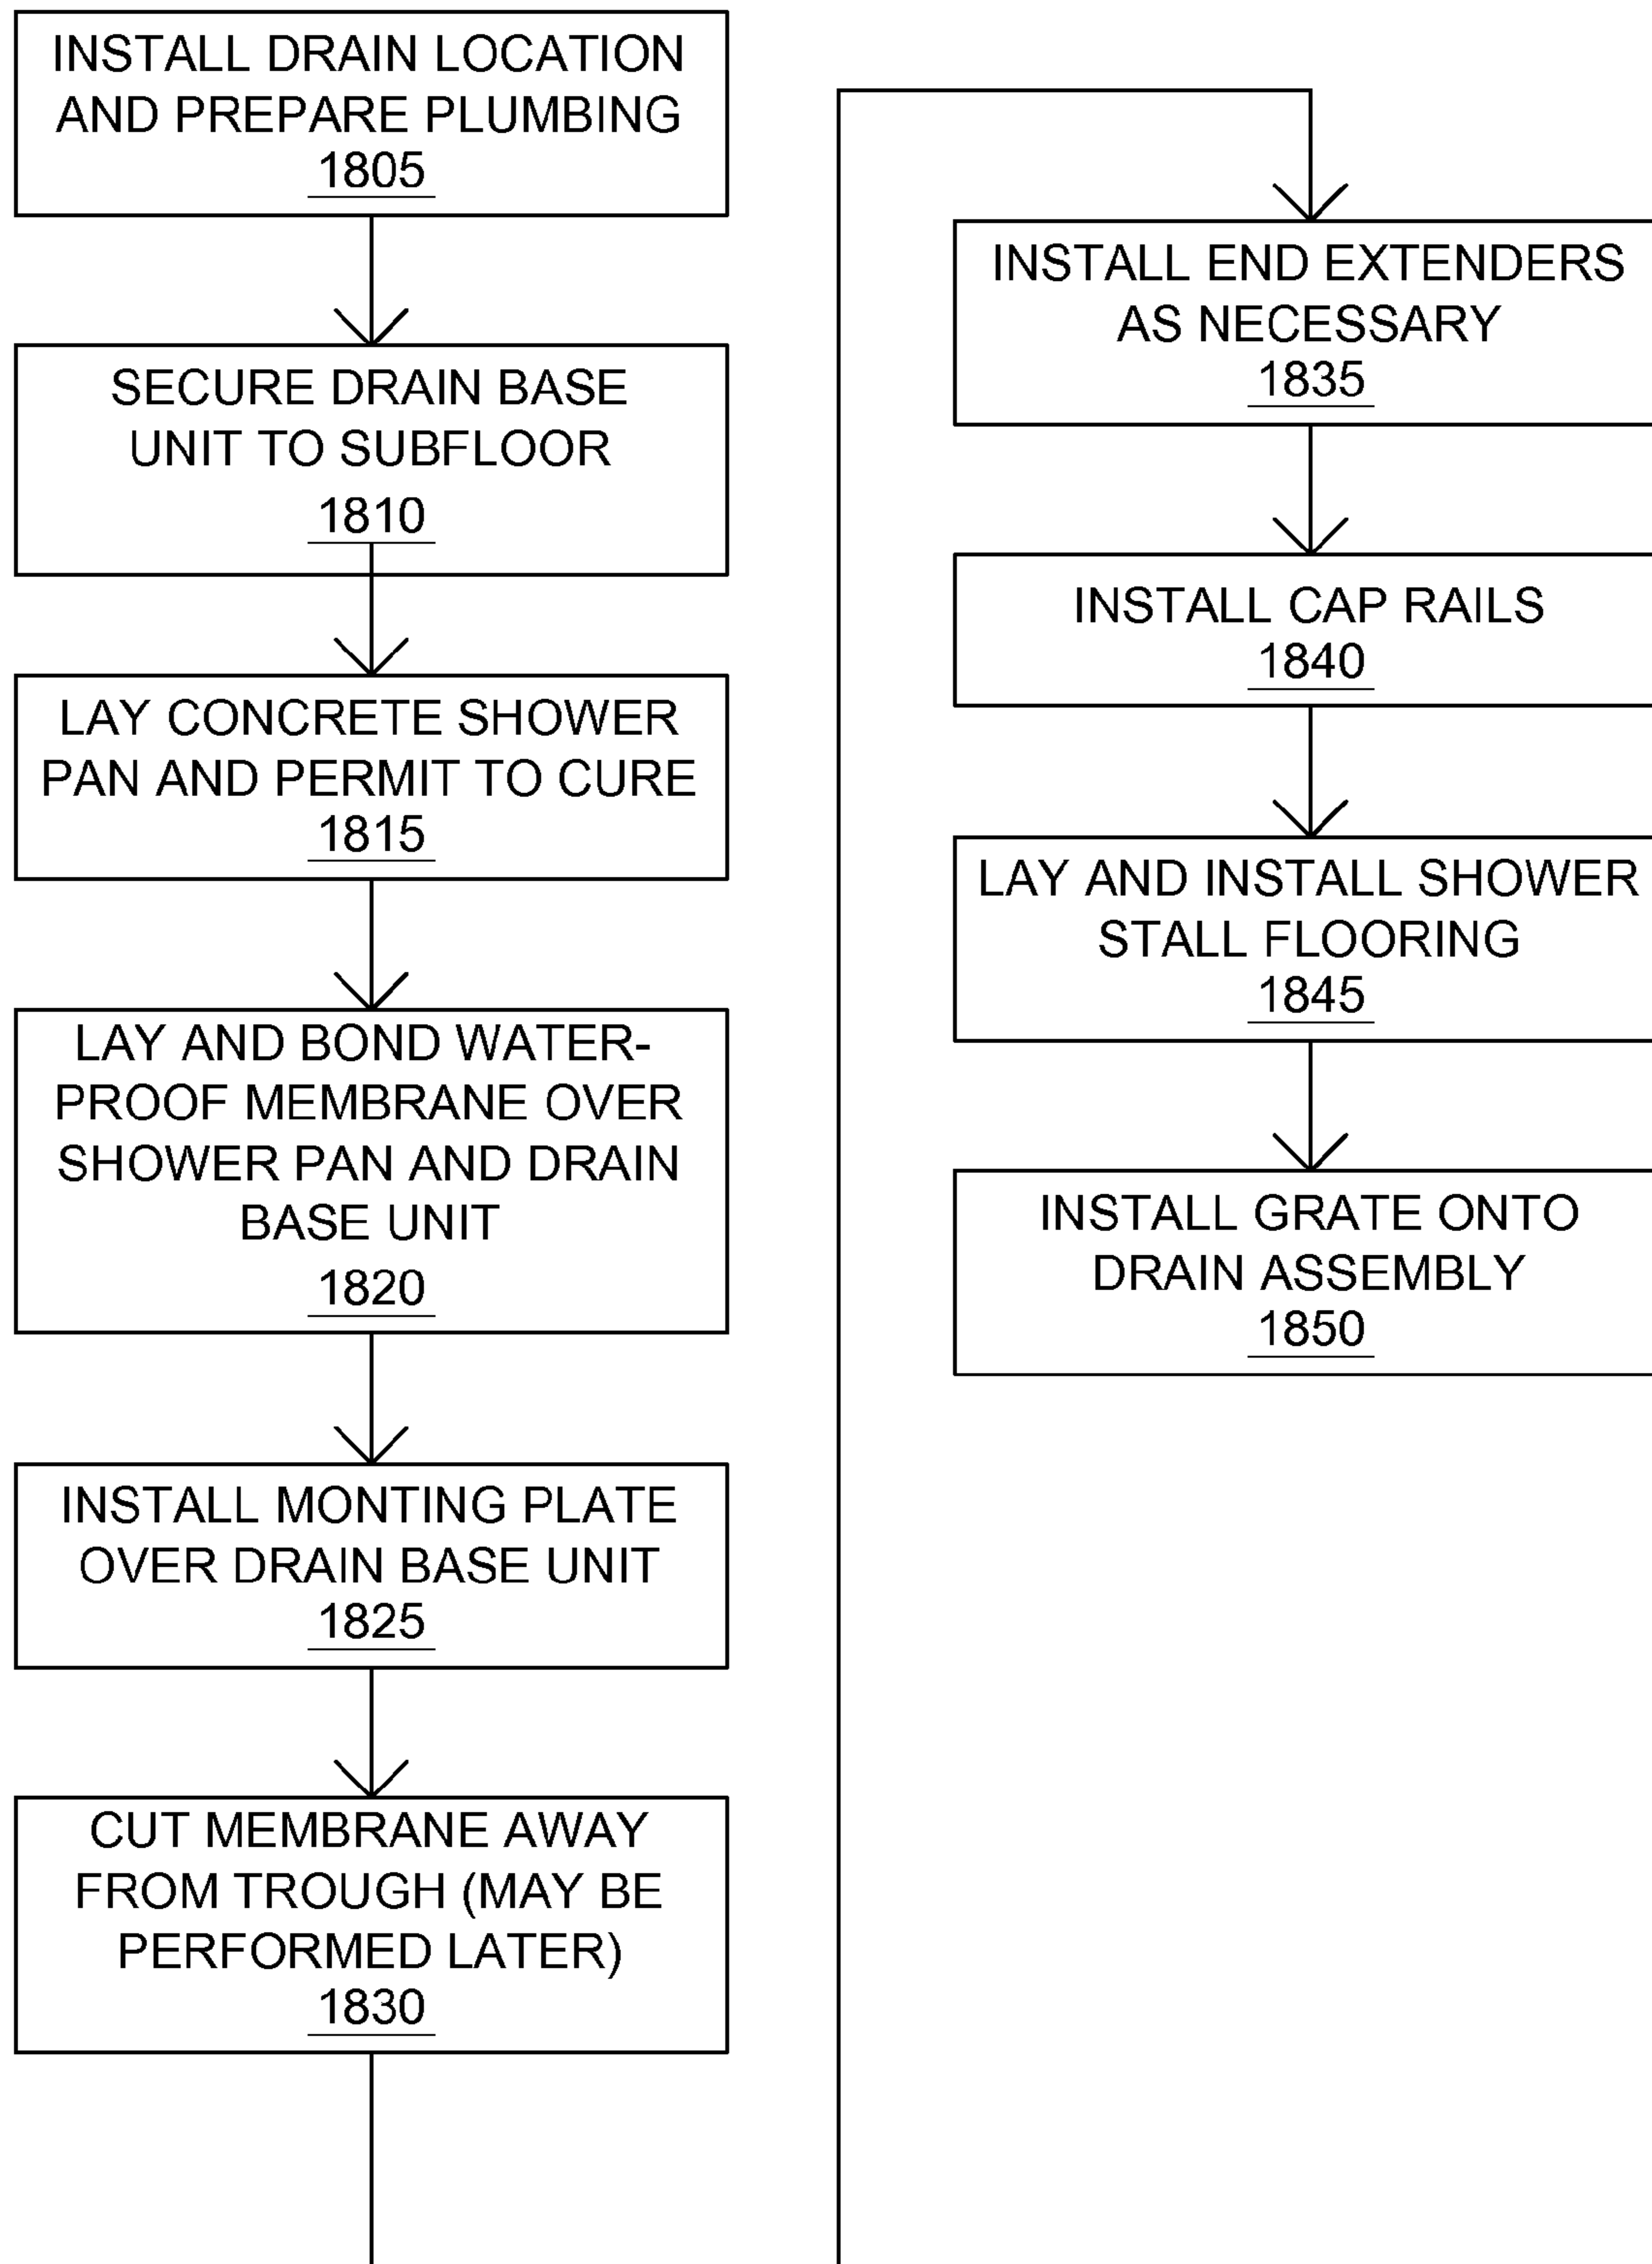 INSTALL DRAIN LOCATION
AND PREPARE PLUMBING
1805
SECURE DRAIN BASE
UNIT TO SUBFLOOR
1810
LAY CONCRETE SHOWER
PAN AND PERMIT TO CURE
1815
LAY AND BOND WATER-
PROOF MEMBRANE OVER
SHOWER PAN AND DRAIN
BASE UNIT
1820
INSTALL MONTING PLATE
OVER DRAIN BASE UNIT
1825
CUT MEMBRANE AWAY
FROM TROUGH (MAY BE
PERFORMED LATER)
1830
INSTALL END EXTENDERS
AS NECESSARY
1835
INSTALL CAP RAILS
1840
LAY AND INSTALL SHOWER
STALL FLOORING
1845
INSTALL GRATE ONTO
DRAIN ASSEMBLY
1850